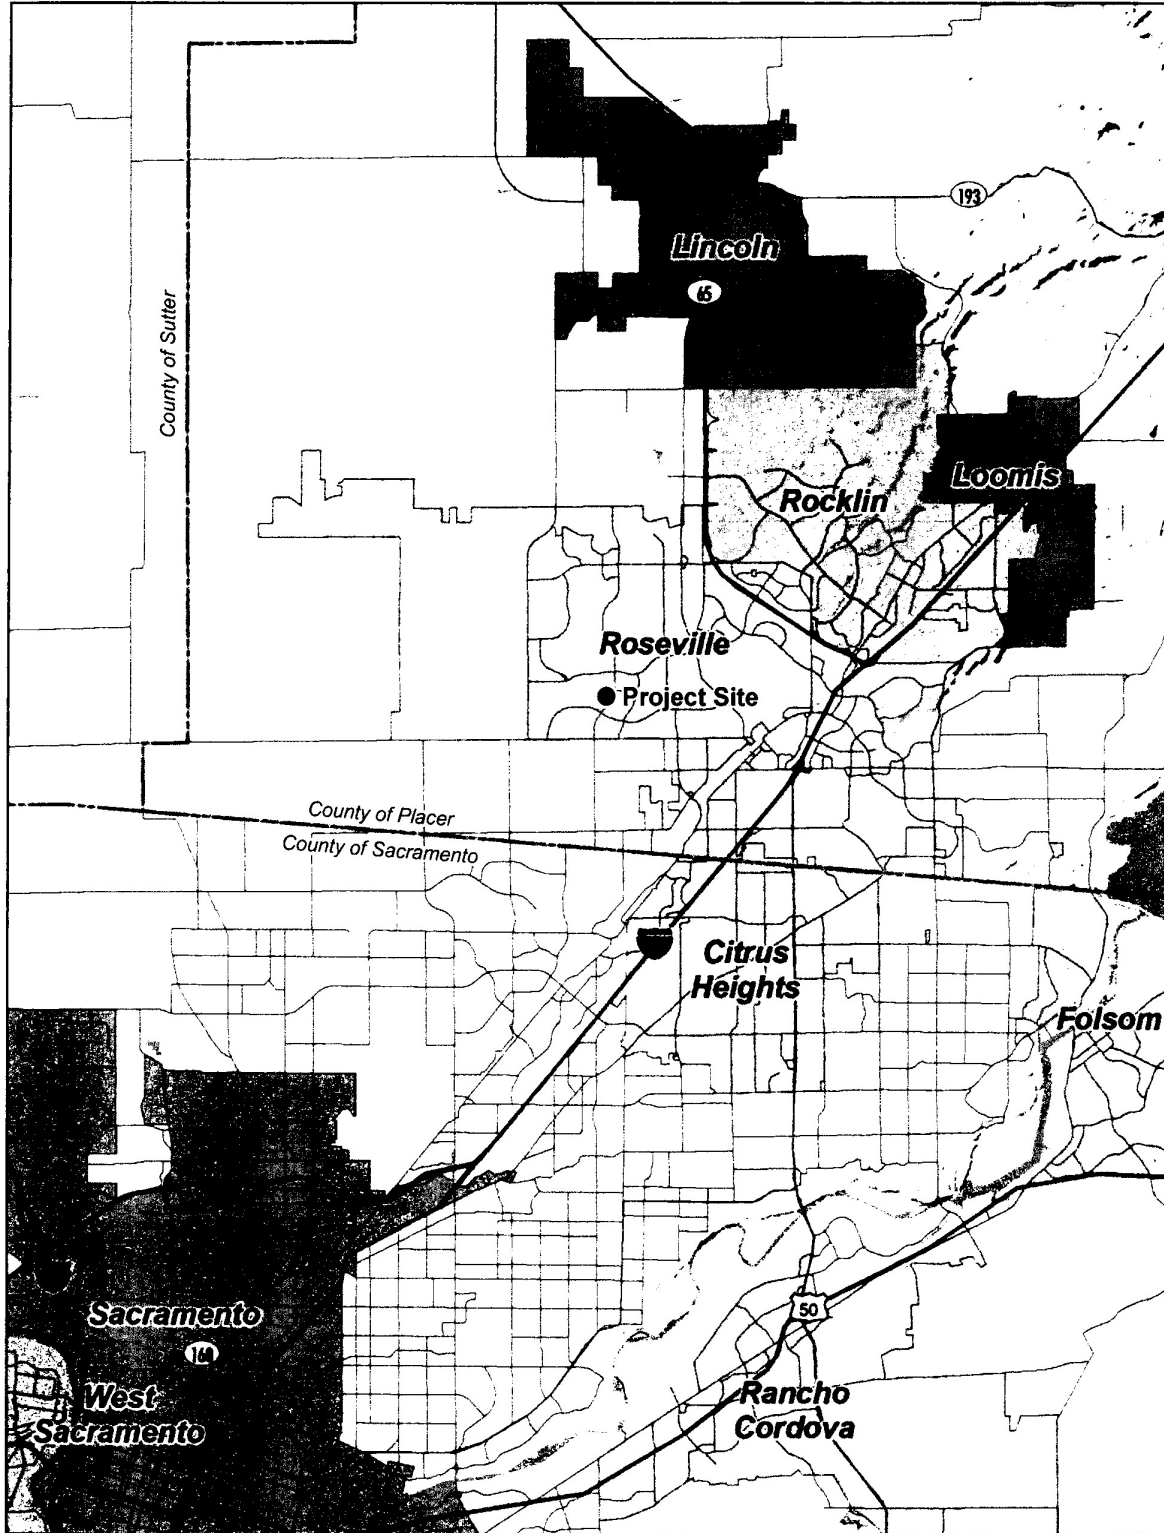 193
Lincoln
65
County of Sutter
Loomis
Rocklin
Roseville
Project Site
County of Placer
County of Sacramento
Citrus
Heights
Folsom
Sacramento
160
50
West
Sacramento
Rancho
Cordova